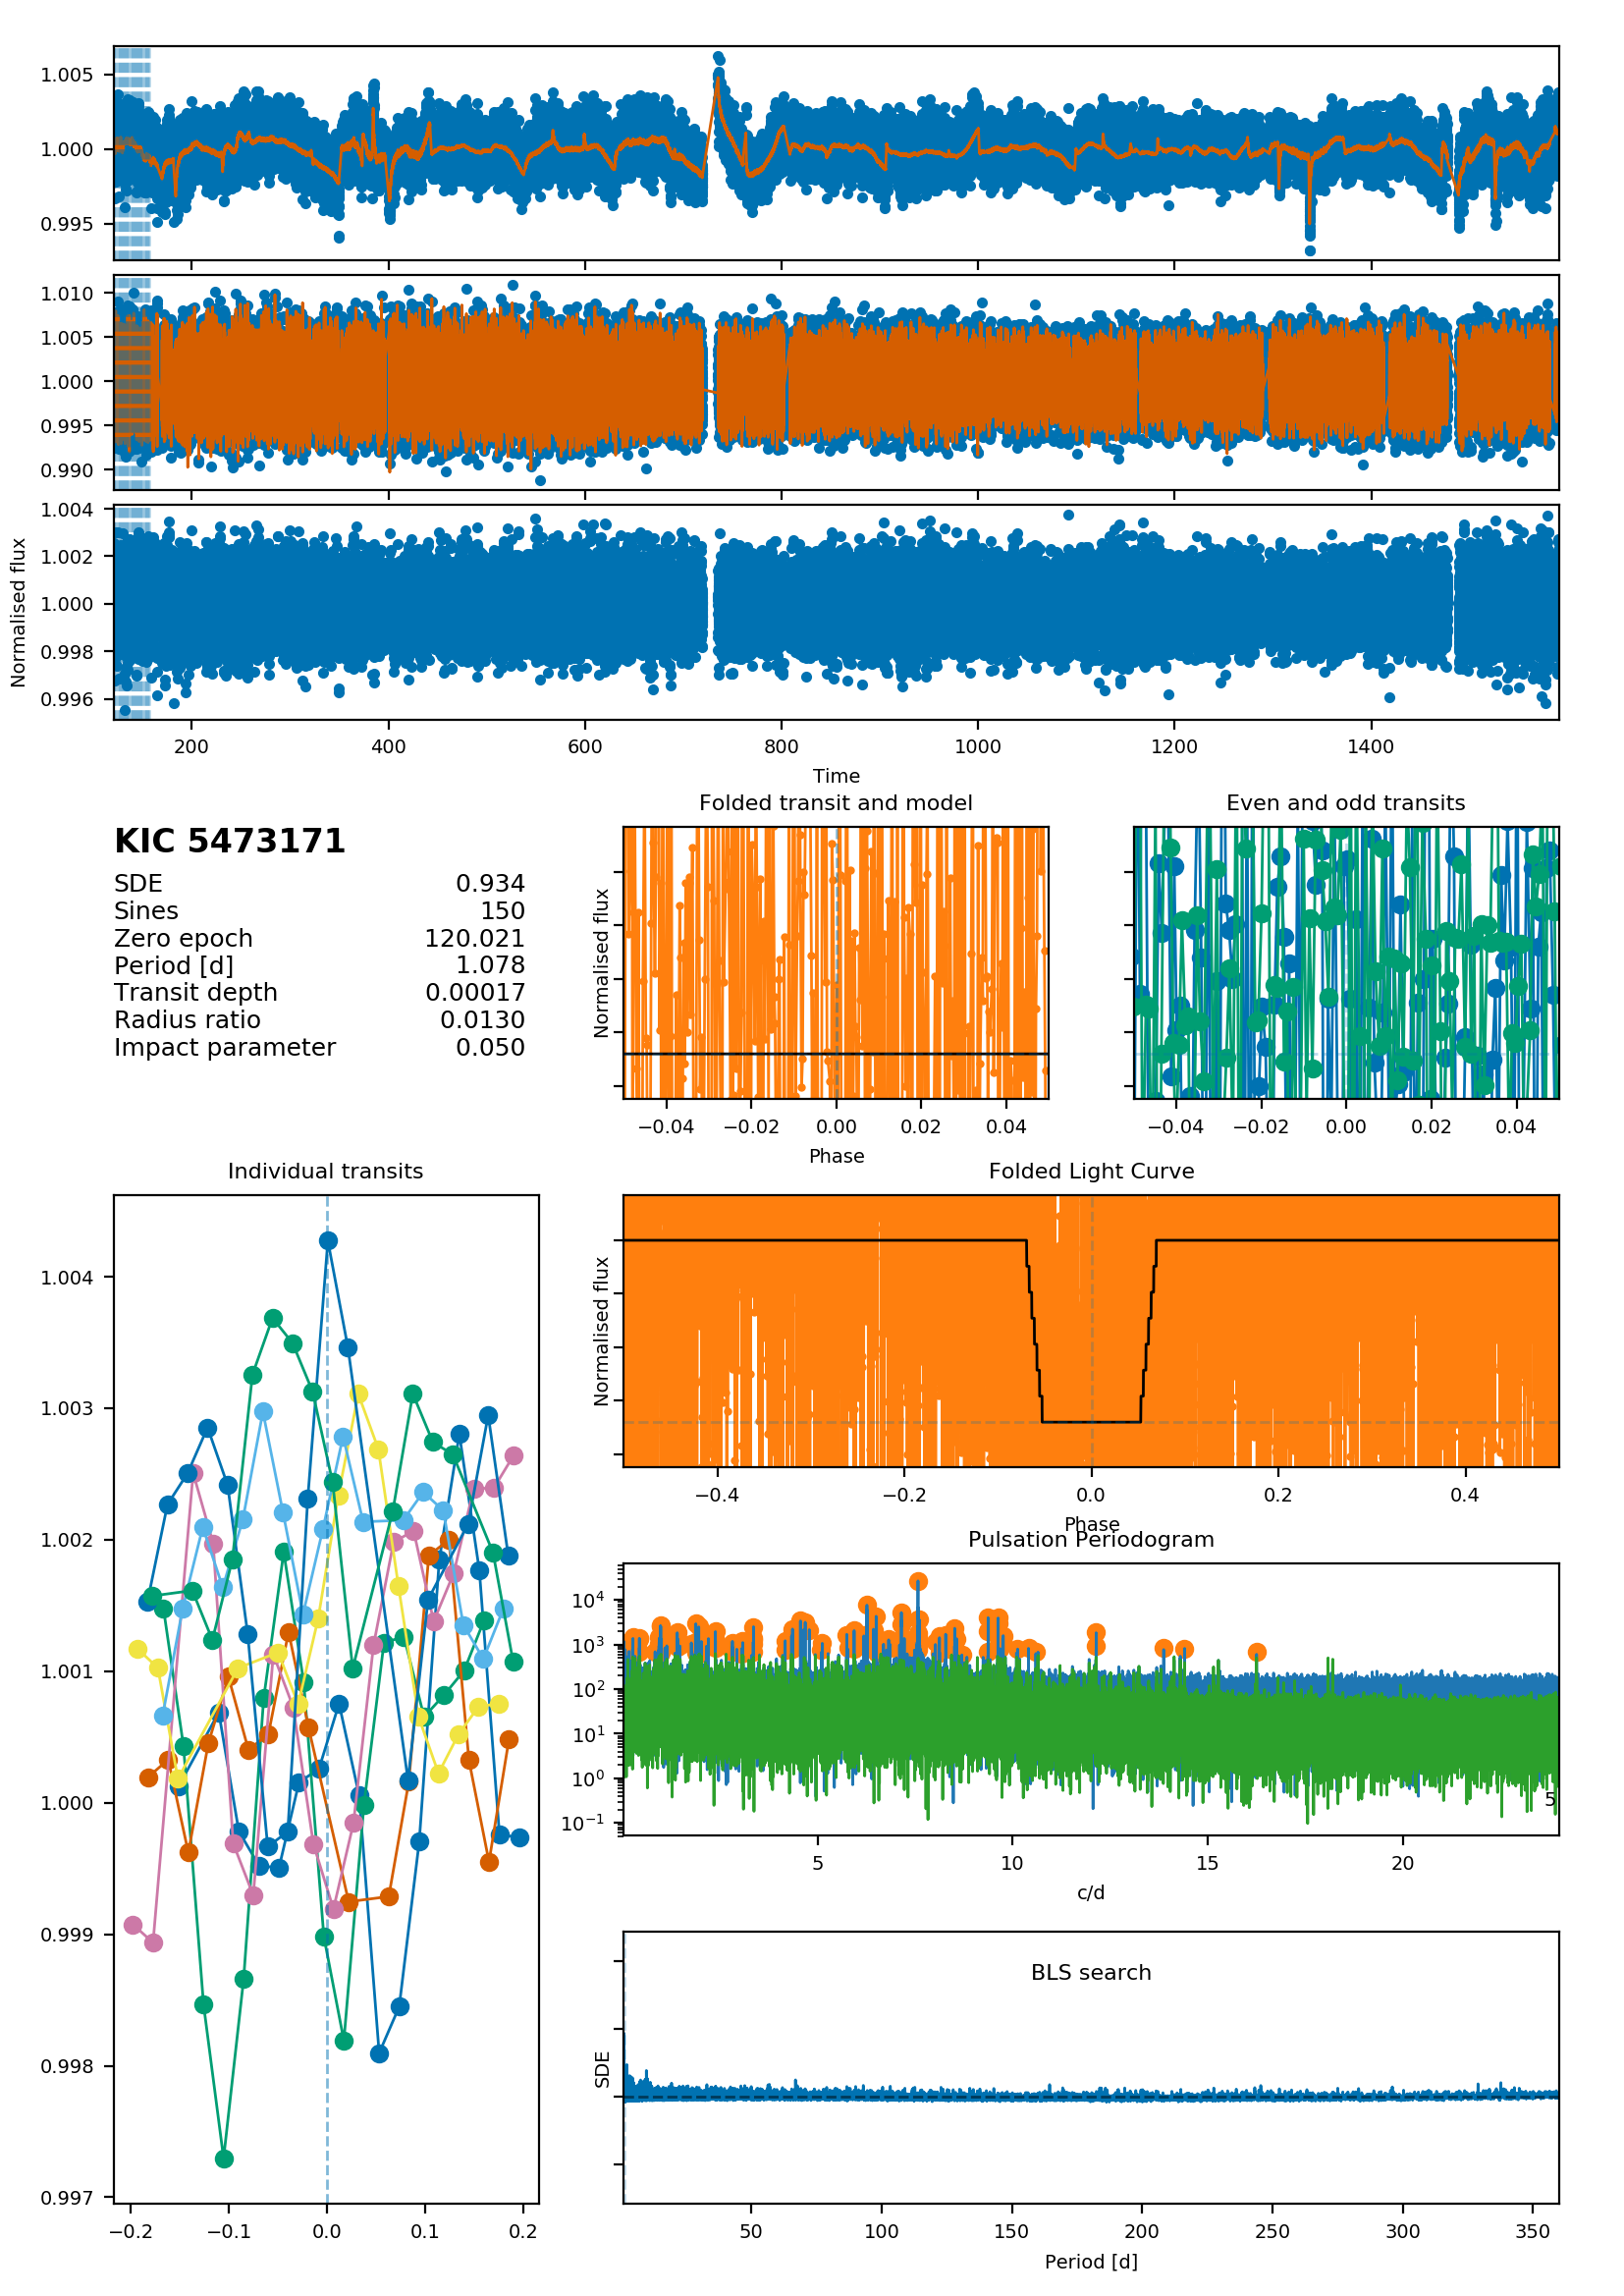 1.005
1.000
0.995
1.010
1.005
1.000
0.995
0.990
1.004
1.002
1.000
0.998
0.996
Normalised flux
200 400 600 800 1000 1200 1400
Time
KIC 5473171
SDE 0.934
Sines 150
Zero epoch 120.021
Period [d] 1.078
Transit depth 0.00017
Radius ratio 0.0130
Impact parameter 0.050
Folded transit and model
Normalised flux
−0.04 −0.02 0.00 0.02 0.04
Phase
Even and odd transits
−0.04 −0.02 0.00 0.02 0.04
Individual transits
1.004
1.003
1.002
1.001
1.000
0.999
0.998
0.997
−0.2 −0.1 0.0 0.1 0.2
Folded Light Curve
Normalised flux
−0.4 −0.2 0.0 0.2 0.4
Phase
Pulsation Periodogram
10⁴
10³
10²
10¹
10⁰
10⁻¹
5
5 10 15 20
c/d
BLS search
SDE
50 100 150 200 250 300 350
Period [d]